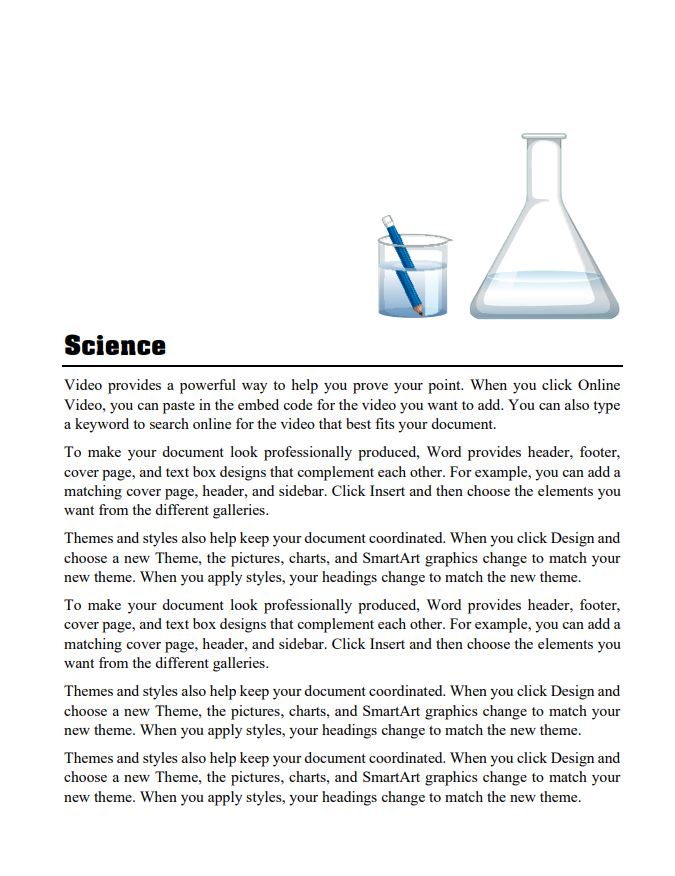 Science
Video provides a powerful way to help you prove your point. When you click Online
Video, you can paste in the embed code for the video you want to add. You can also type
a keyword to search online for the video that best fits your document.
To make your document look professionally produced, Word provides header, footer,
cover page, and text box designs that complement each other. For example, you can add a
matching cover page, header, and sidebar. Click Insert and then choose the elements you
want from the different galleries.
Themes and styles also help keep your document coordinated. When you click Design and
choose a new Theme, the pictures, charts, and SmartArt graphics change to match your
new theme. When you apply styles, your headings change to match the new theme.
To make your document look professionally produced, Word provides header, footer,
cover page, and text box designs that complement each other. For example, you can add a
matching cover page, header, and sidebar. Click Insert and then choose the elements you
want from the different galleries.
Themes and styles also help keep your document coordinated. When you click Design and
choose a new Theme, the pictures, charts, and SmartArt graphics change to match your
new theme. When you apply styles, your headings change to match the new theme.
Themes and styles also help keep your document coordinated. When you click Design and
choose a new Theme, the pictures, charts, and SmartArt graphics change to match your
new theme. When you apply styles, your headings change to match the new theme.